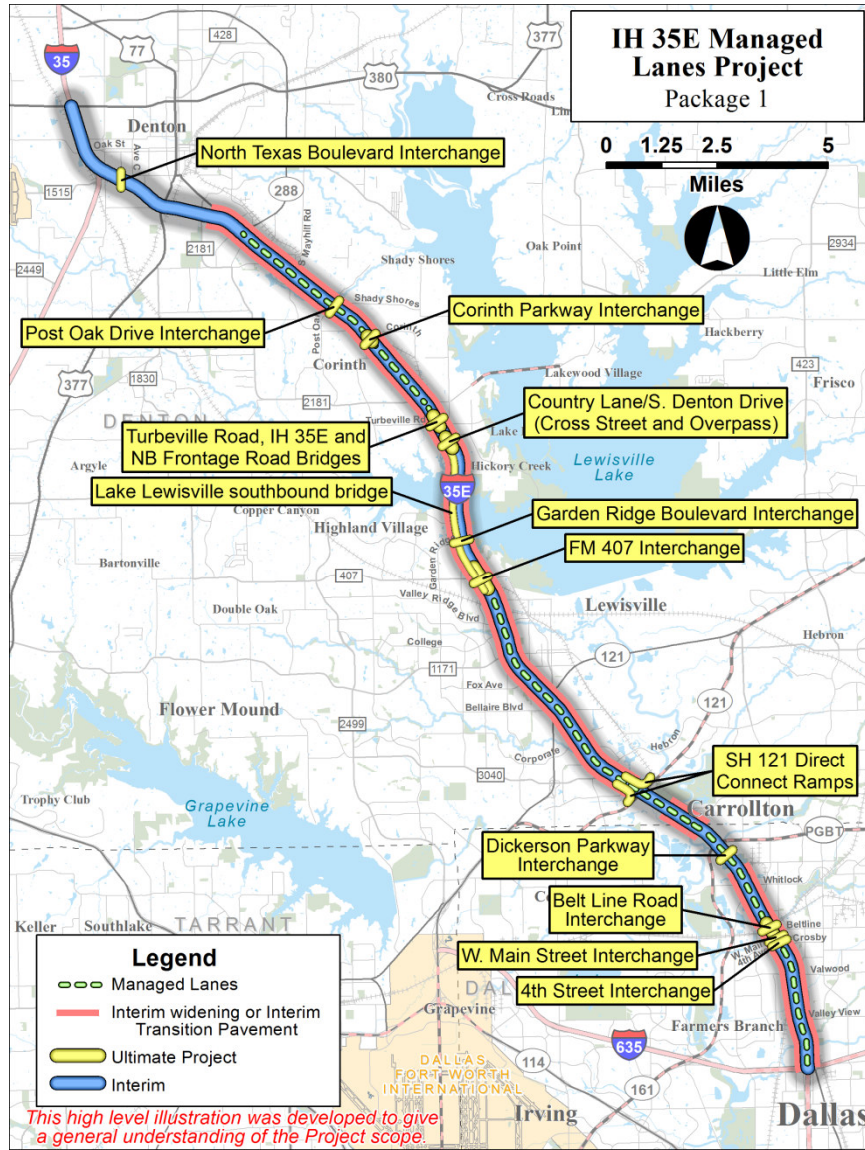 IH 35E Managed
Lanes Project
Package 1
0 1.25 2.5 5
Miles
35
77
428
377
380
Cross Roads
Denton
Oak St
Ave C
North Texas Boulevard Interchange
1515
288
2181
S Mayhill Rd
Oak Point
2934
2449
Shady Shores
Little Elm
Shady Shores
Corinth Parkway Interchange
Post Oak Drive Interchange
Corinth
Hackberry
Corinth
423
377
1830
Lakewood Village
Frisco
2181
DENTON
Turbeville Rd
Country Lane/S. Denton Drive
(Cross Street and Overpass)
Turbeville Road, IH 35E and
NB Frontage Road Bridges
Argyle
Hickory Creek
Lewisville
Lake
Lake Lewisville southbound bridge
35E
Copper Canyon
Highland Village
Garden Ridge Boulevard Interchange
Garden Ridge
FM 407 Interchange
Bartonville
407
Valley Ridge Blvd
Double Oak
Lewisville
College
Hebron
121
1171
Fox Ave
121
Flower Mound
Bellaire Blvd
2499
Hebron
Corporate
3040
SH 121 Direct
Connect Ramps
Trophy Club
Grapevine
Lake
Carrollton
PGBT
Dickerson Parkway
Interchange
Whitlock
Belt Line Road
Interchange
Keller
Southlake
TARRANT
Beltline
Crosby
W. Main
4th Ave
W. Main Street Interchange
Valwood
4th Street Interchange
Grapevine
Valley View
Farmers Branch
635
DALLAS
FORT WORTH
INTERNATIONAL
114
161
Irving
Dallas
Legend
Managed Lanes
Interim widening or Interim
Transition Pavement
Ultimate Project
Interim
This high level illustration was developed to give
a general understanding of the Project scope.